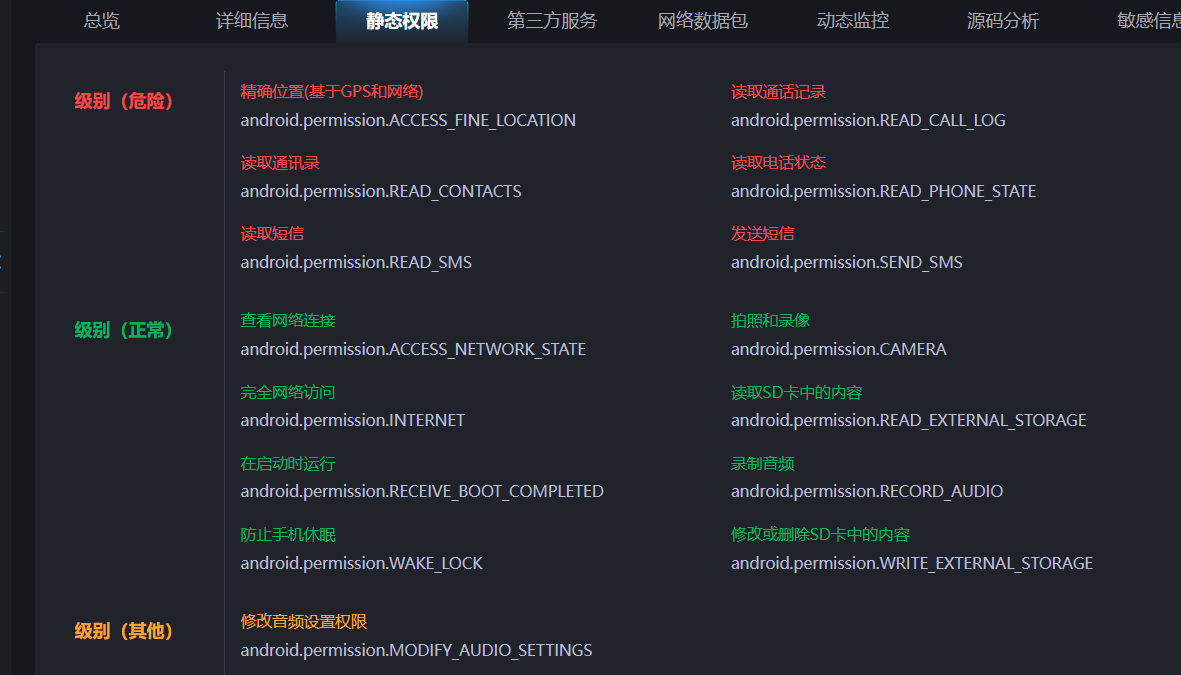 总览 详细信息 静态权限 第三方服务 网络数据包 动态监控 源码分析 敏感信息
级别（危险）
精确位置(基于GPS和网络) 读取通话记录
android.permission.ACCESS_FINE_LOCATION android.permission.READ_CALL_LOG
读取通讯录 读取电话状态
android.permission.READ_CONTACTS android.permission.READ_PHONE_STATE
读取短信 发送短信
android.permission.READ_SMS android.permission.SEND_SMS
级别（正常）
查看网络连接 拍照和录像
android.permission.ACCESS_NETWORK_STATE android.permission.CAMERA
完全网络访问 读取SD卡中的内容
android.permission.INTERNET android.permission.READ_EXTERNAL_STORAGE
在启动时运行 录制音频
android.permission.RECEIVE_BOOT_COMPLETED android.permission.RECORD_AUDIO
防止手机休眠 修改或删除SD卡中的内容
android.permission.WAKE_LOCK android.permission.WRITE_EXTERNAL_STORAGE
级别（其他）
修改音频设置权限
android.permission.MODIFY_AUDIO_SETTINGS